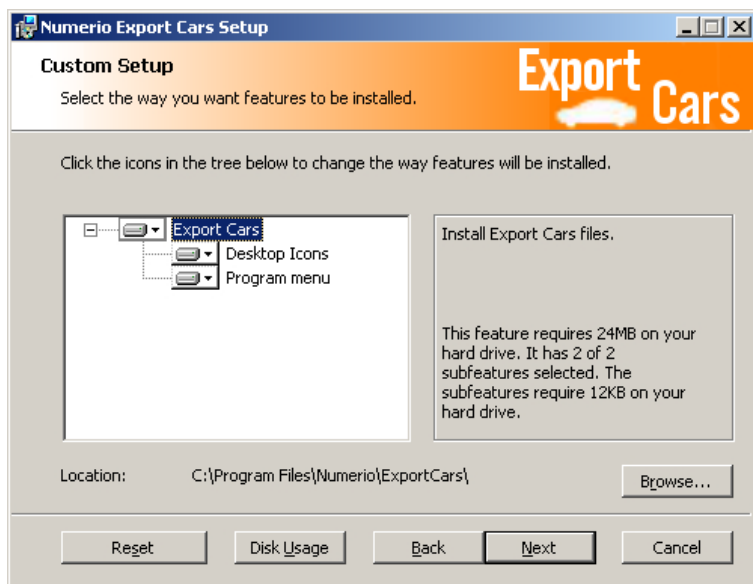 Numerio Export Cars Setup
Custom Setup
Select the way you want features to be installed.
Export
Cars
Click the icons in the tree below to change the way features will be installed.
Export Cars
Desktop Icons
Program menu
Install Export Cars files.
This feature requires 24MB on your
hard drive. It has 2 of 2
subfeatures selected. The
subfeatures require 12KB on your
hard drive.
Location: C:\Program Files\Numerio\ExportCars\
Browse...
Reset Disk Usage Back Next Cancel